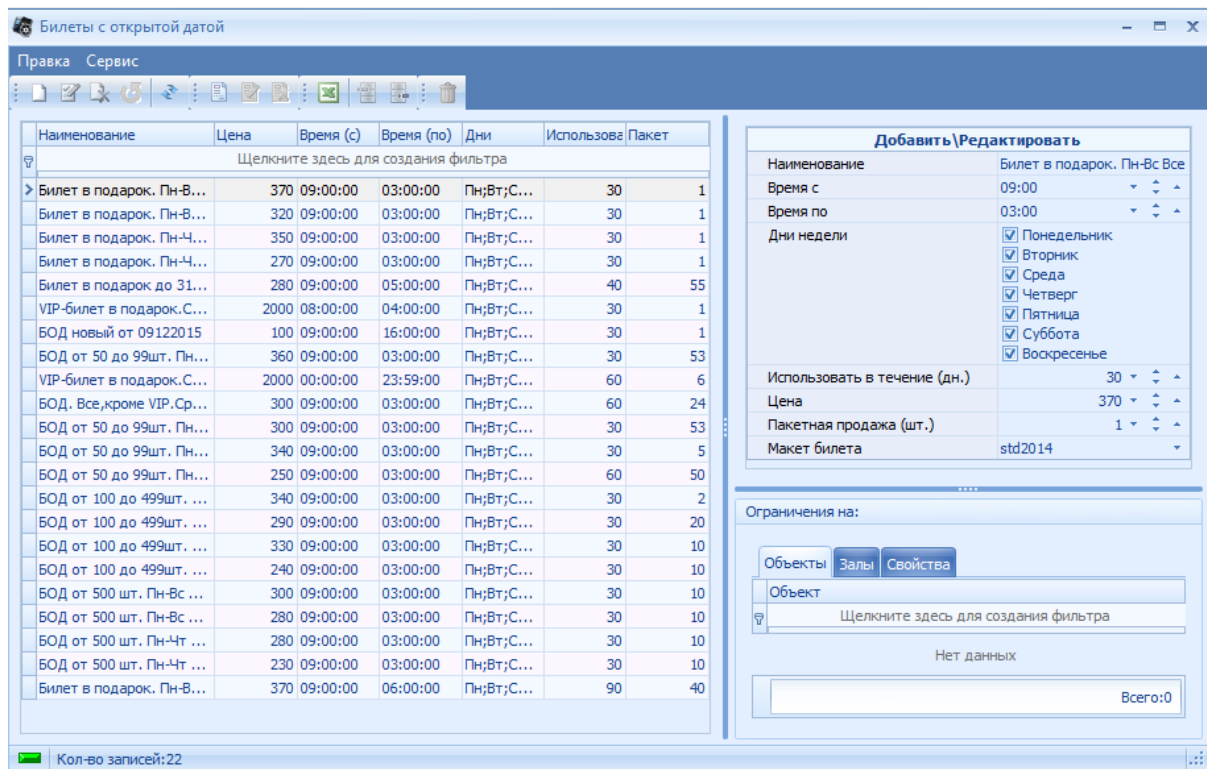 Билеты с открытой датой
Правка Сервис
Наименование Цена Время (с) Время (по) Дни Использова Пакет
Щелкните здесь для создания фильтра
Билет в подарок. Пн-В... 370 09:00:00 03:00:00 Пн;Вт;С... 30 1
Билет в подарок. Пн-В... 320 09:00:00 03:00:00 Пн;Вт;С... 30 1
Билет в подарок. Пн-Ч... 350 09:00:00 03:00:00 Пн;Вт;С... 30 1
Билет в подарок. Пн-Ч... 270 09:00:00 03:00:00 Пн;Вт;С... 30 1
Билет в подарок до 31... 280 09:00:00 05:00:00 Пн;Вт;С... 40 55
VIP-билет в подарок.С... 2000 08:00:00 04:00:00 Пн;Вт;С... 30 1
БОД новый от 09122015 100 09:00:00 16:00:00 Пн;Вт;С... 30 1
БОД от 50 до 99шт. Пн... 360 09:00:00 03:00:00 Пн;Вт;С... 30 53
VIP-билет в подарок.С... 2000 00:00:00 23:59:00 Пн;Вт;С... 60 6
БОД. Все,кроме VIP.Ср... 300 09:00:00 03:00:00 Пн;Вт;С... 60 24
БОД от 50 до 99шт. Пн... 300 09:00:00 03:00:00 Пн;Вт;С... 30 53
БОД от 50 до 99шт. Пн... 340 09:00:00 03:00:00 Пн;Вт;С... 30 5
БОД от 50 до 99шт. Пн... 250 09:00:00 03:00:00 Пн;Вт;С... 60 50
БОД от 100 до 499шт. ... 340 09:00:00 03:00:00 Пн;Вт;С... 30 2
БОД от 100 до 499шт. ... 290 09:00:00 03:00:00 Пн;Вт;С... 30 20
БОД от 100 до 499шт. ... 330 09:00:00 03:00:00 Пн;Вт;С... 30 10
БОД от 100 до 499шт. ... 240 09:00:00 03:00:00 Пн;Вт;С... 30 10
БОД от 500 шт. Пн-Вс ... 300 09:00:00 03:00:00 Пн;Вт;С... 30 10
БОД от 500 шт. Пн-Вс ... 280 09:00:00 03:00:00 Пн;Вт;С... 30 10
БОД от 500 шт. Пн-Чт ... 280 09:00:00 03:00:00 Пн;Вт;С... 30 10
БОД от 500 шт. Пн-Чт ... 230 09:00:00 03:00:00 Пн;Вт;С... 30 10
Билет в подарок. Пн-В... 370 09:00:00 06:00:00 Пн;Вт;С... 90 40
Добавить\Редактировать
Наименование Билет в подарок. Пн-Вс Все
Время с 09:00
Время по 03:00
Дни недели Понедельник
Вторник
Среда
Четверг
Пятница
Суббота
Воскресенье
Использовать в течение (дн.) 30
Цена 370
Пакетная продажа (шт.) 1
Макет билета std2014
Ограничения на:
Объекты Залы Свойства
Объект
Щелкните здесь для создания фильтра
Нет данных
Всего:0
Кол-во записей:22